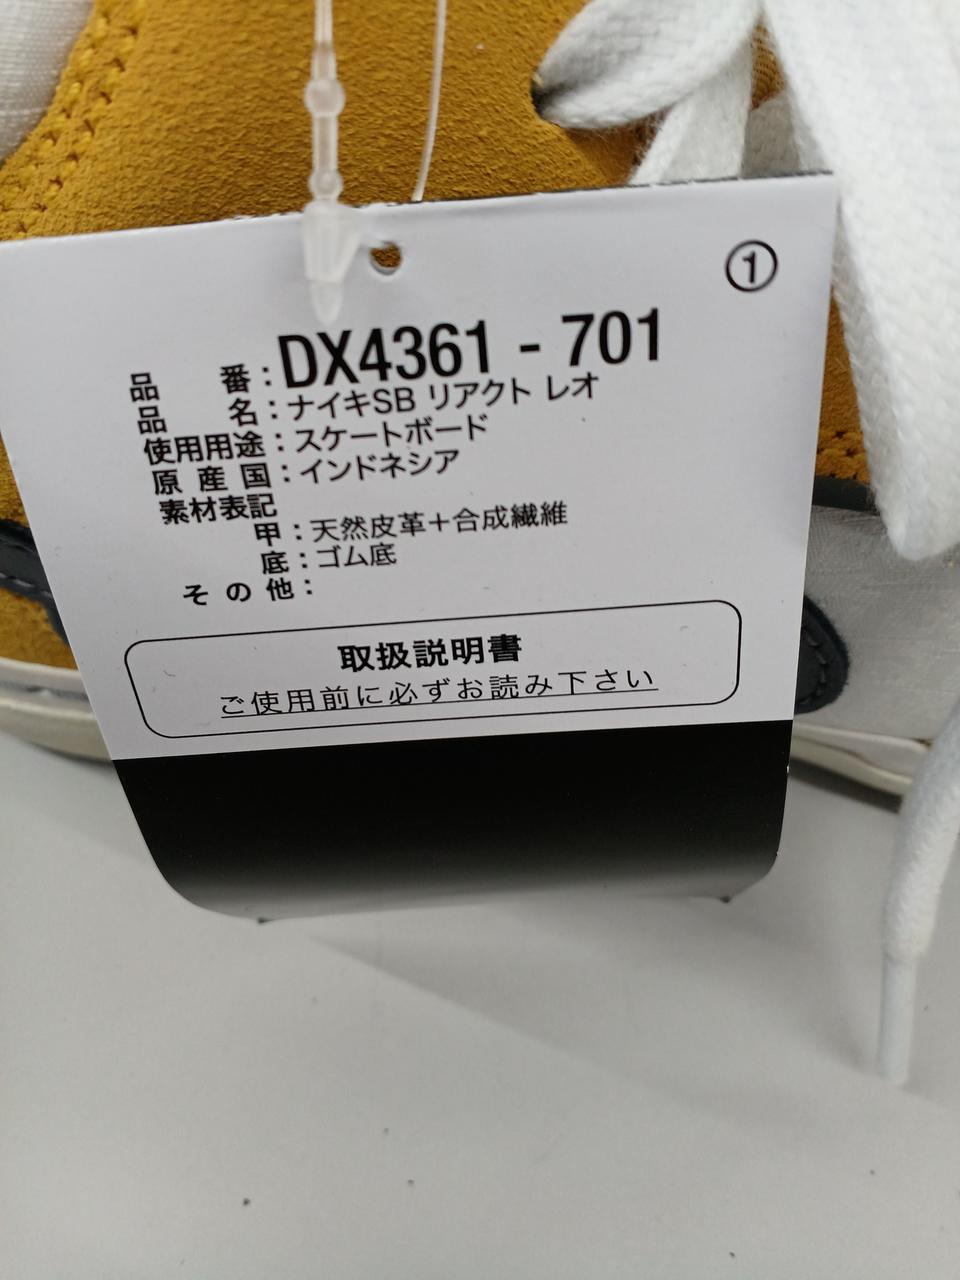 ①
品番：DX4361 - 701
品名：ナイキSB リアクト レオ
使用用途：スケートボード
原産国：インドネシア
素材表記
甲：天然皮革＋合成繊維
底：ゴム底
その他：
取扱説明書
ご使用前に必ずお読み下さい